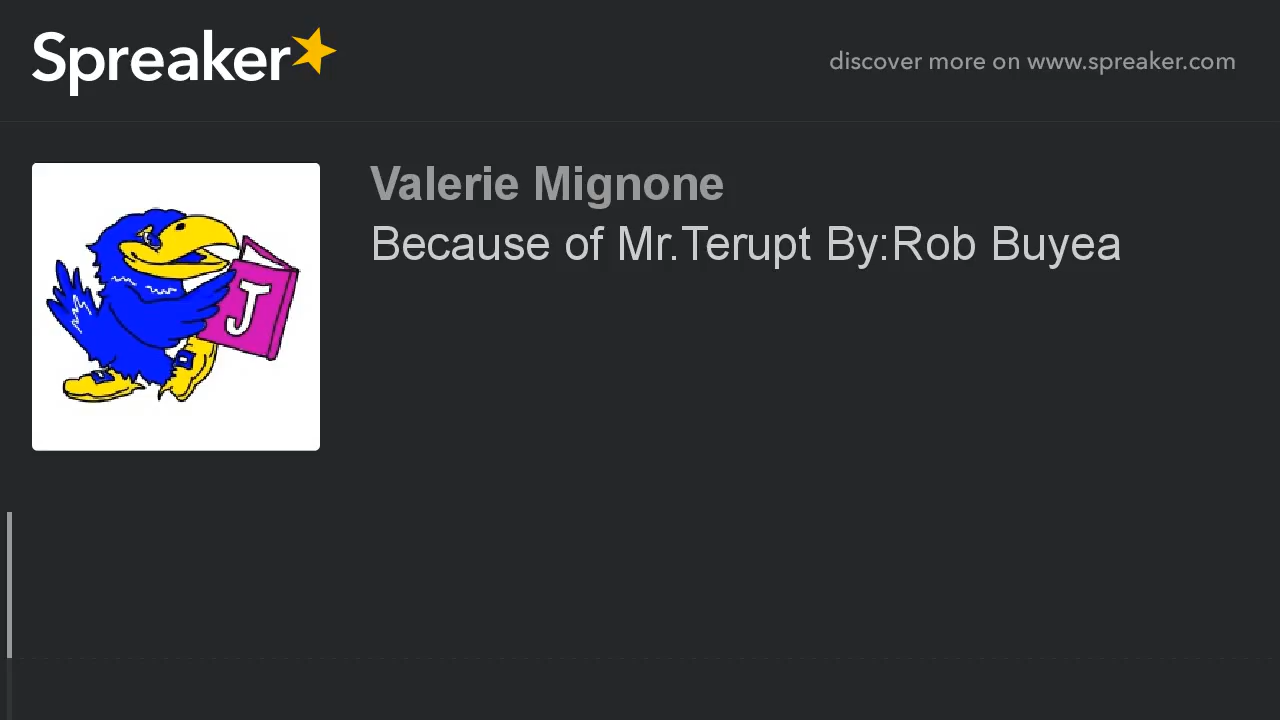 Spreaker
discover more on www.spreaker.com
Valerie Mignone
Because of Mr.Terupt By:Rob Buyea
J